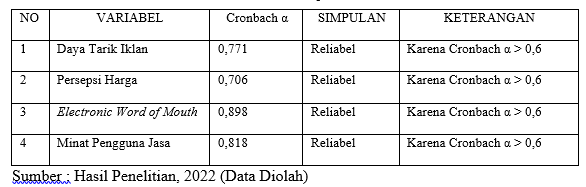 NO VARIABEL Cronbach α SIMPULAN KETERANGAN
1 Daya Tarik Iklan 0,771 Reliabel Karena Cronbach α > 0,6
2 Persepsi Harga 0,706 Reliabel Karena Cronbach α > 0,6
3 Electronic Word of Mouth 0,898 Reliabel Karena Cronbach α > 0,6
4 Minat Pengguna Jasa 0,818 Reliabel Karena Cronbach α > 0,6
Sumber : Hasil Penelitian, 2022 (Data Diolah)